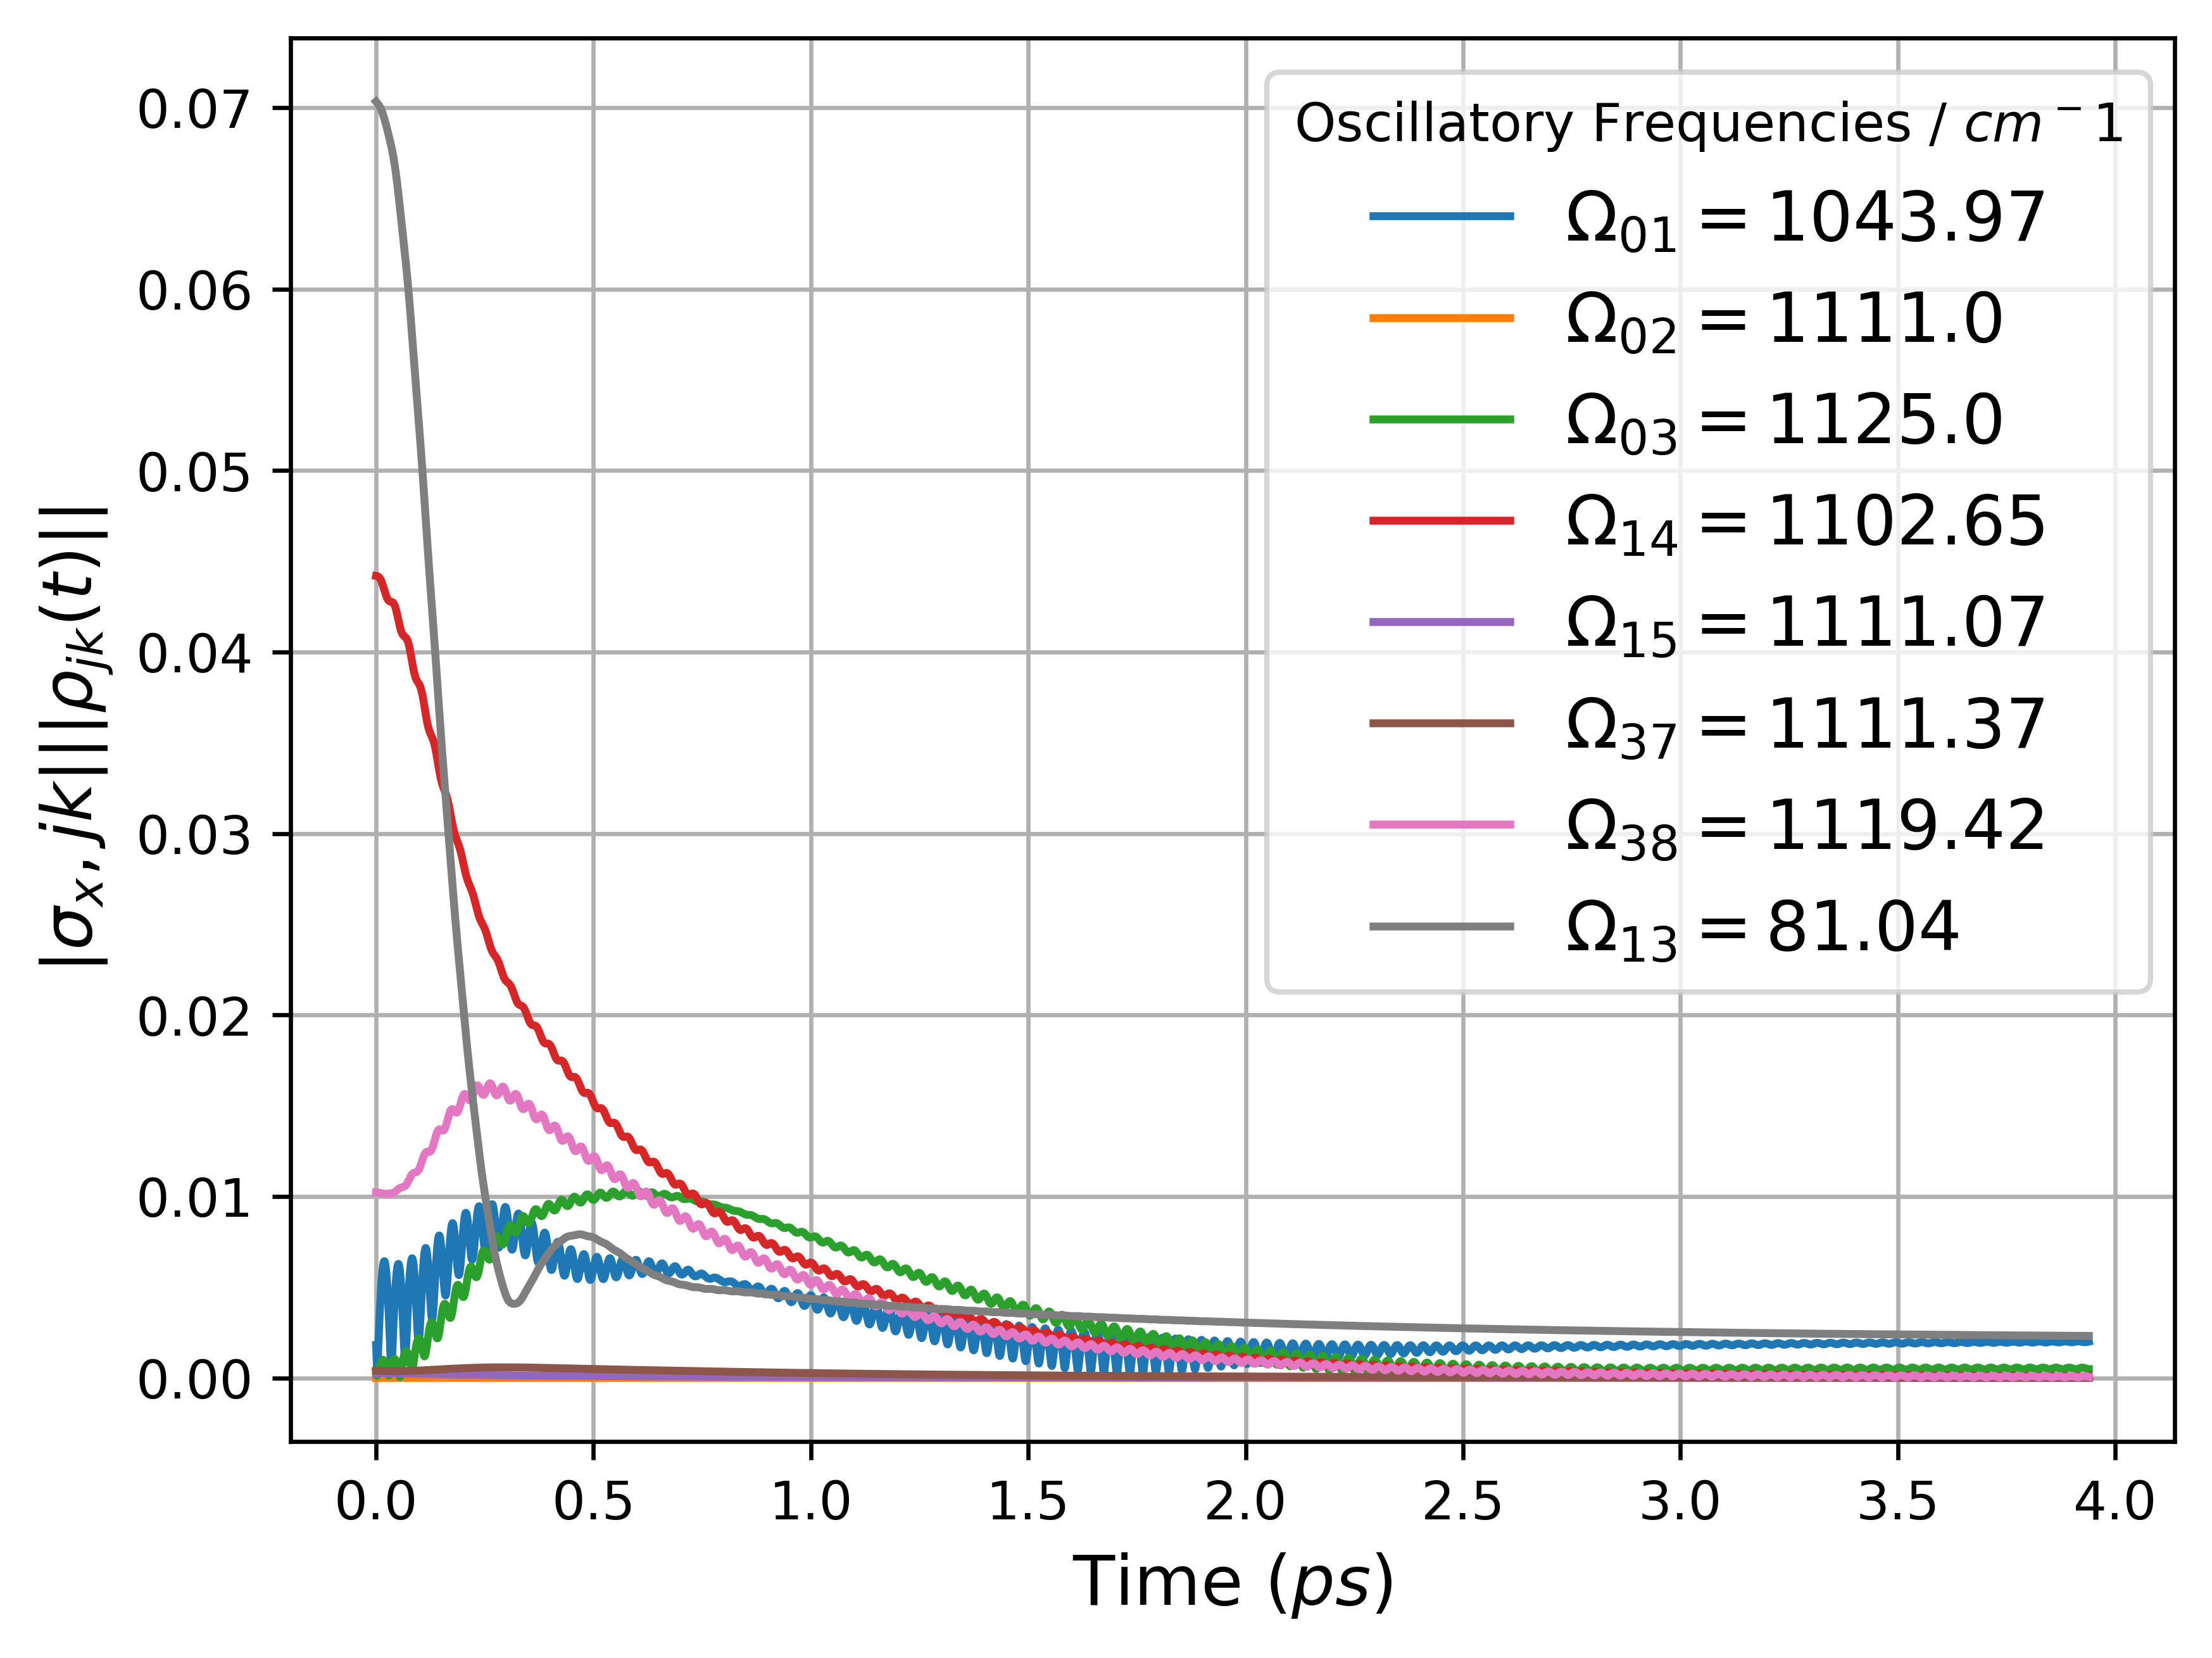 0.07
0.06
0.05
0.04
0.03
0.02
0.01
0.00
|σₓ, jk|||ρⱼₖ(t)||
Oscillatory Frequencies / cm⁻1
Ω₀₁ = 1043.97
Ω₀₂ = 1111.0
Ω₀₃ = 1125.0
Ω₁₄ = 1102.65
Ω₁₅ = 1111.07
Ω₃₇ = 1111.37
Ω₃₈ = 1119.42
Ω₁₃ = 81.04
0.0 0.5 1.0 1.5 2.0 2.5 3.0 3.5 4.0
Time (ps)